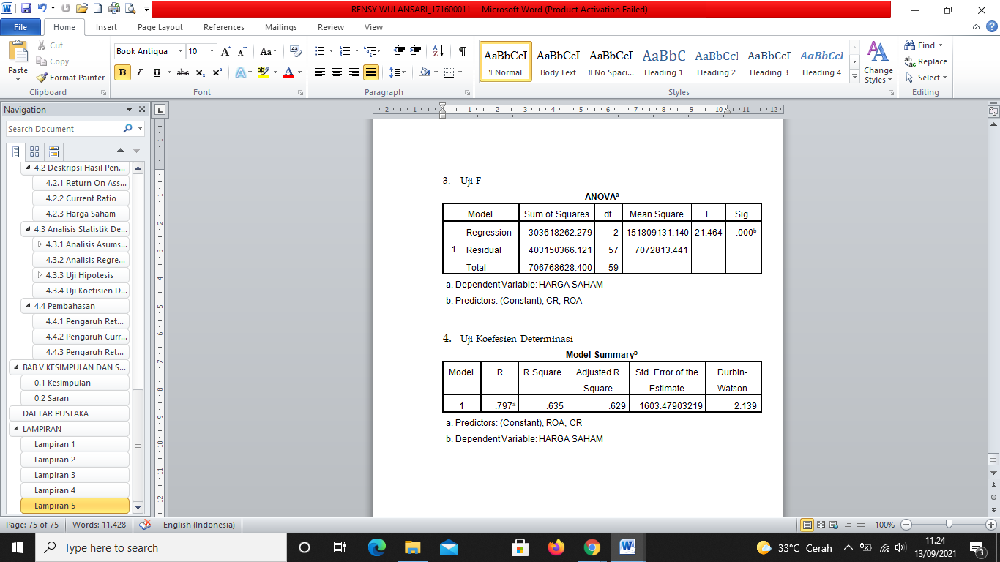 RENSY WULANSARI_171600011 - Microsoft Word (Product Activation Failed)
File Home Insert Page Layout References Mailings Review View
Paste
Cut
Copy
Format Painter
Clipboard
Book Antiqua 10
Font
Paragraph
AaBbCcI AaBbCcI AaBbCcI AaBbC AaBbCcI AaBbCcI AaBbCcI
¶ Normal Body Text ¶ No Spaci... Heading 1 Heading 2 Heading 3 Heading 4
Change Styles
Styles
Find
Replace
Select
Editing
Navigation
Search Document
4.2 Deskripsi Hasil Pen...
4.2.1 Return On Ass...
4.2.2 Current Ratio
4.2.3 Harga Saham
4.3 Analisis Statistik De...
4.3.1 Analisis Asums...
4.3.2 Analisis Regre...
4.3.3 Uji Hipotesis
4.3.4 Uji Koefisien D...
4.4 Pembahasan
4.4.1 Pengaruh Ret...
4.4.2 Pengaruh Curr...
4.4.3 Pengaruh Ret...
BAB V KESIMPULAN DAN S...
0.1 Kesimpulan
0.2 Saran
DAFTAR PUSTAKA
LAMPIRAN
Lampiran 1
Lampiran 2
Lampiran 3
Lampiran 4
Lampiran 5
3. Uji F
ANOVAa
Model Sum of Squares df Mean Square F Sig.
Regression 303618262.279 2 151809131.140 21.464 .000b
1 Residual 403150366.121 57 7072813.441
Total 706768628.400 59
a. Dependent Variable: HARGA SAHAM
b. Predictors: (Constant), CR, ROA
4. Uji Koefesien Determinasi
Model Summaryb
Model R R Square Adjusted R Square Std. Error of the Estimate Durbin-Watson
1 .797a .635 .629 1603.47903219 2.139
a. Predictors: (Constant), ROA, CR
b. Dependent Variable: HARGA SAHAM
Page: 75 of 75 Words: 11.428 English (Indonesia) 100%
Type here to search
33°C Cerah
11.24
13/09/2021
3